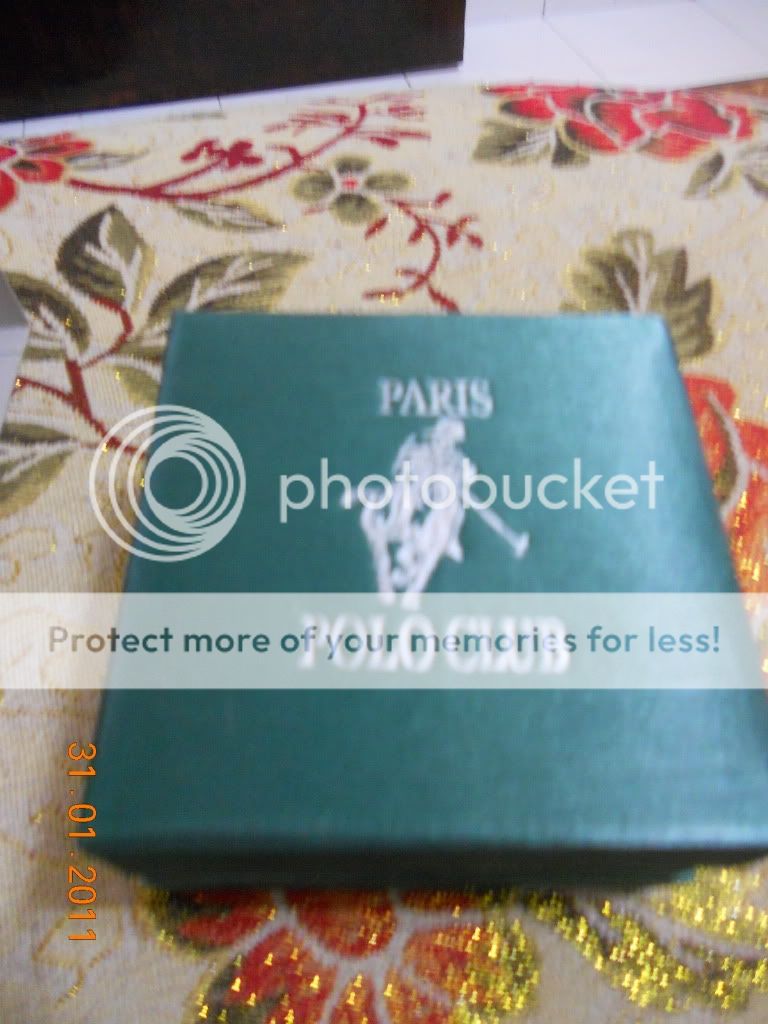 PARIS
photobucket
Protect more of your memories for less!
POLO CLUB
31.01.2011